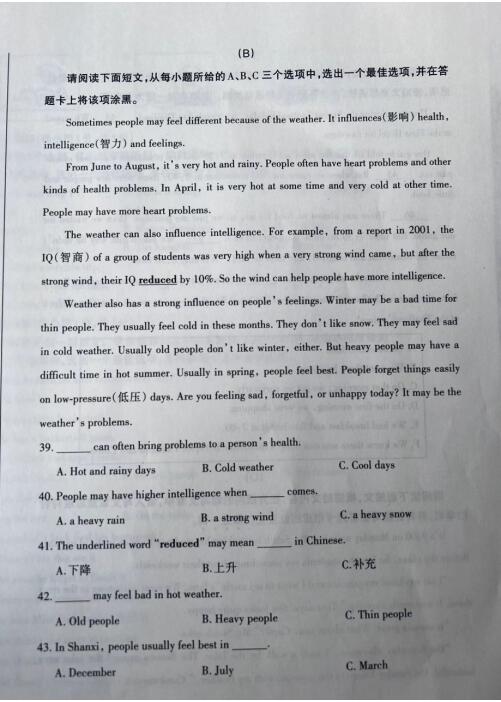 (B)
请阅读下面短文,从每小题所给的A、B、C三个选项中,选出一个最佳选项,并在答
题卡上将该项涂黑。
Sometimes people may feel different because of the weather. It influences(影响) health,
intelligence(智力) and feelings.
From June to August, it's very hot and rainy. People often have heart problems and other
kinds of health problems. In April, it is very hot at some time and very cold at other time.
People may have more heart problems.
The weather can also influence intelligence. For example, from a report in 2001, the
IQ(智商) of a group of students was very high when a very strong wind came, but after the
strong wind, their IQ reduced by 10%. So the wind can help people have more intelligence.
Weather also has a strong influence on people's feelings. Winter may be a bad time for
thin people. They usually feel cold in these months. They don't like snow. They may feel sad
in cold weather. Usually old people don't like winter, either. But heavy people may have a
difficult time in hot summer. Usually in spring, people feel best. People forget things easily
on low-pressure(低压) days. Are you feeling sad, forgetful, or unhappy today? It may be the
weather's problems.
39. ______ can often bring problems to a person's health.
A. Hot and rainy days B. Cold weather C. Cool days
40. People may have higher intelligence when ______ comes.
A. a heavy rain B. a strong wind C. a heavy snow
41. The underlined word "reduced" may mean ______ in Chinese.
A.下降 B.上升 C.补充
42. ______ may feel bad in hot weather.
A. Old people B. Heavy people C. Thin people
43. In Shanxi, people usually feel best in ______.
A. December B. July C. March